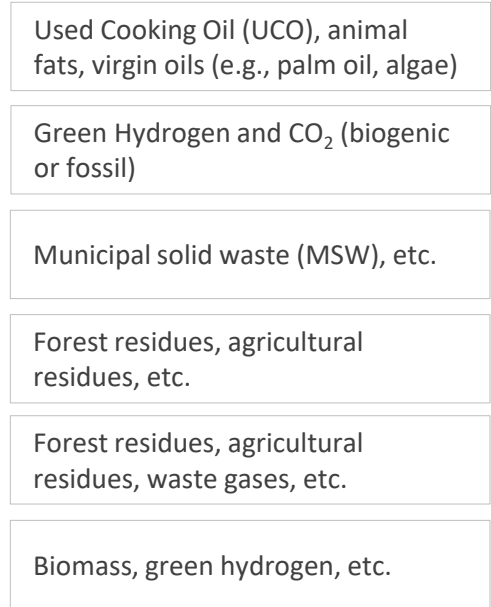 Used Cooking Oil (UCO), animal
fats, virgin oils (e.g., palm oil, algae)
Green Hydrogen and CO₂ (biogenic
or fossil)
Municipal solid waste (MSW), etc.
Forest residues, agricultural
residues, etc.
Forest residues, agricultural
residues, waste gases, etc.
Biomass, green hydrogen, etc.